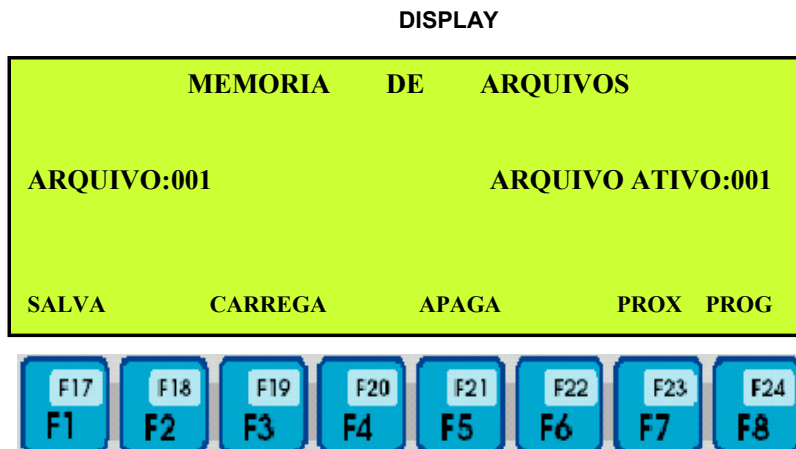 DISPLAY
MEMORIA DE ARQUIVOS
ARQUIVO:001 ARQUIVO ATIVO:001
SALVA CARREGA APAGA PROX PROG
F17 F18 F19 F20 F21 F22 F23 F24
F1 F2 F3 F4 F5 F6 F7 F8